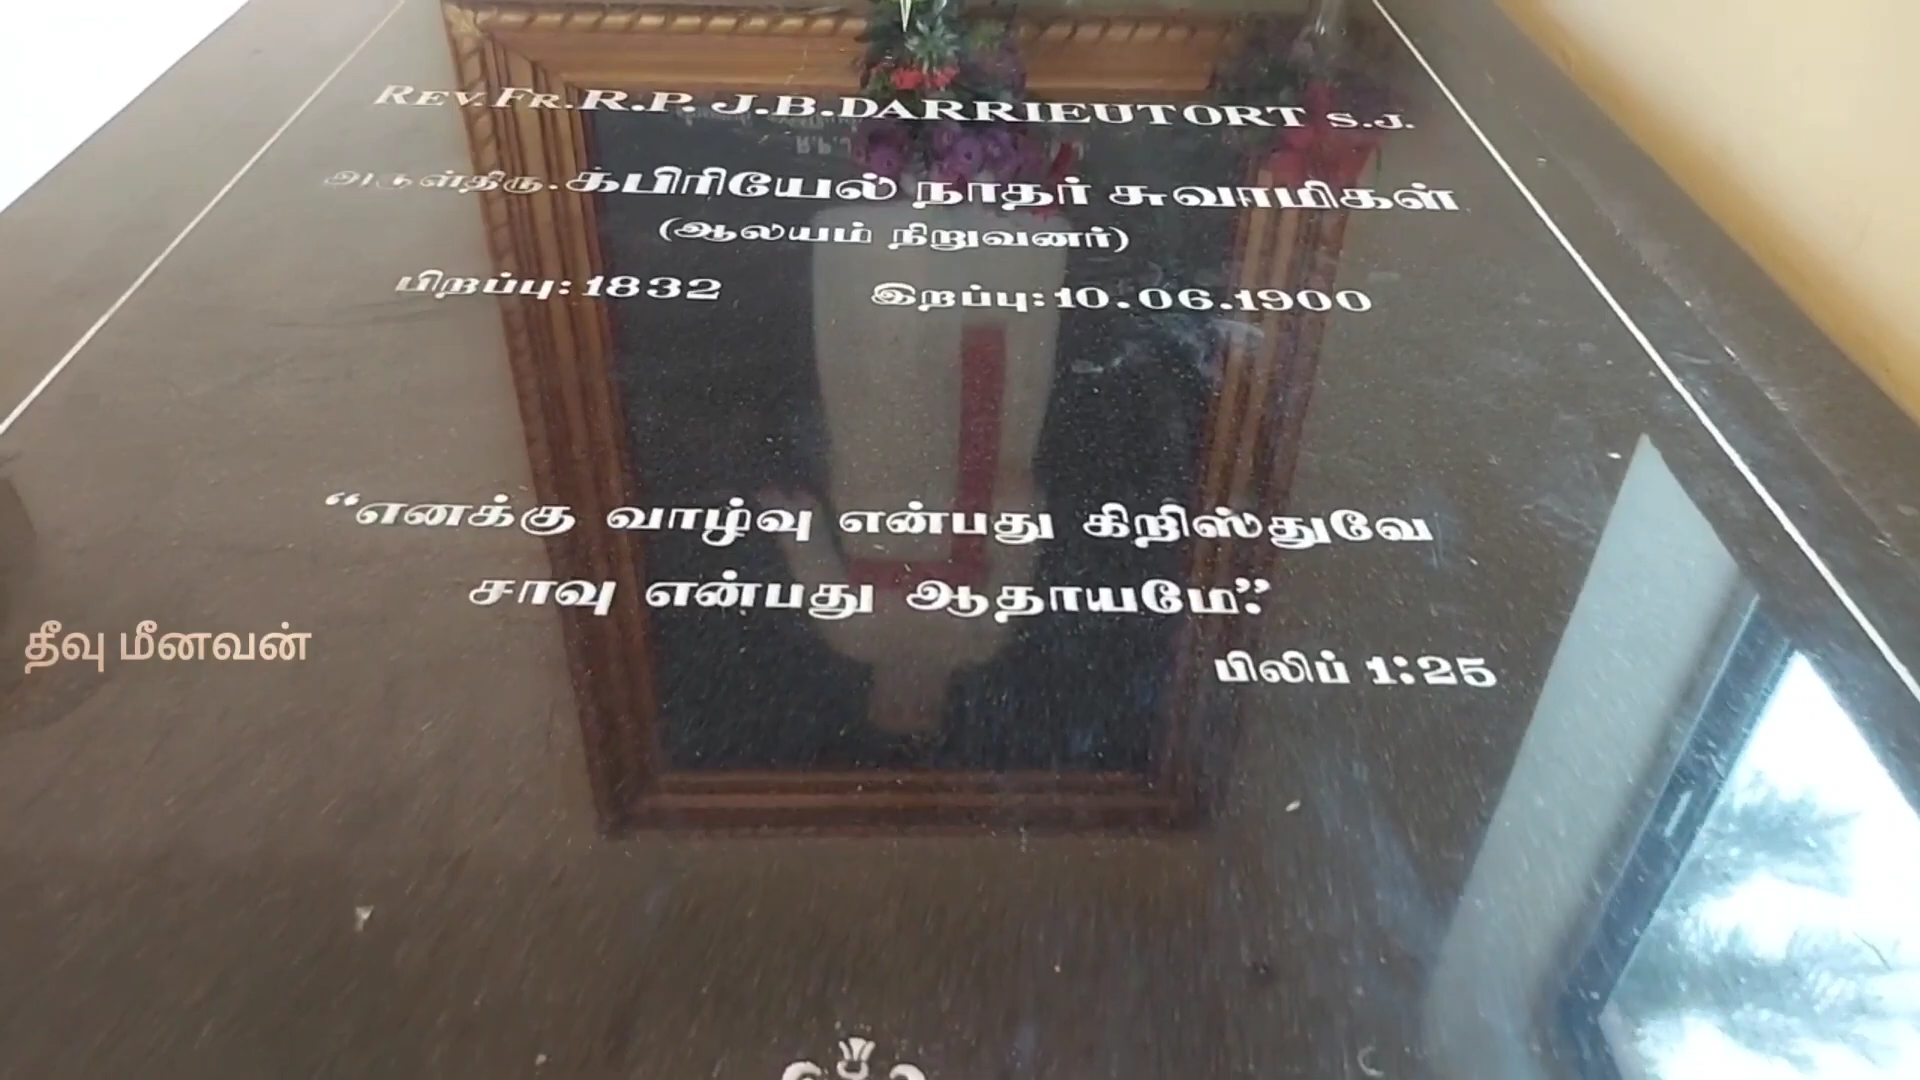 REV. FR. R.P. J.B. DARRIEUTORT S.J.
அருள்திரு. க்பிரியேல் நாதர் சுவாமிகள்
(ஆலயம் நிறுவனர்)
பிறப்பு: 1832 இறப்பு: 10.06.1900
“எனக்கு வாழ்வு என்பது கிறிஸ்துவே
சாவு என்பது ஆதாயமே”.
தீவு மீனவன்
பிலிப் 1:25